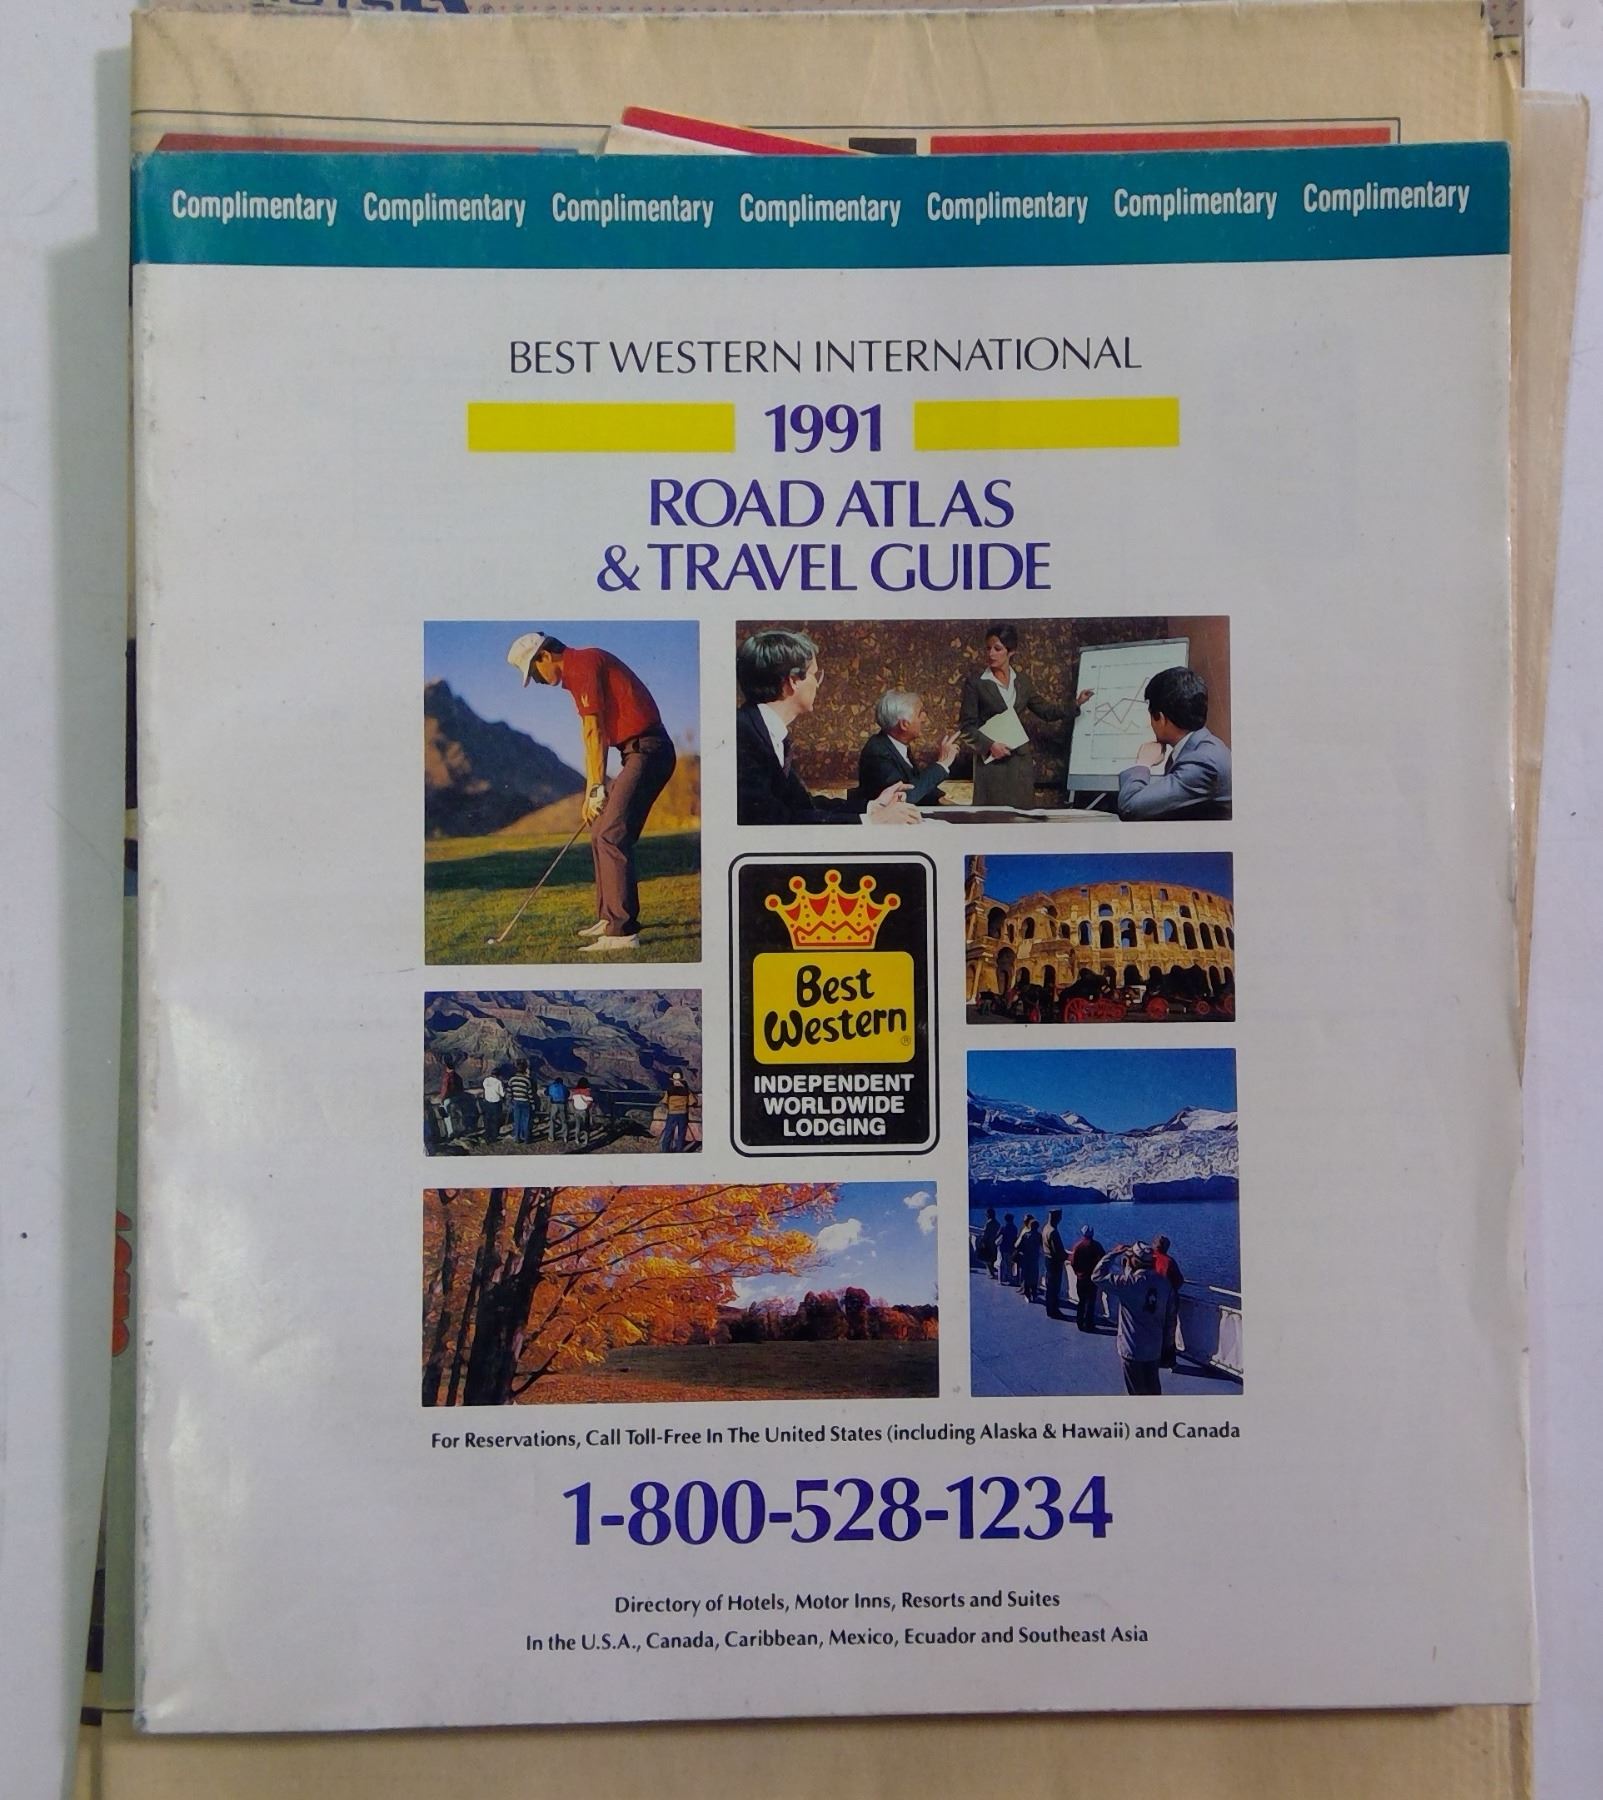 Complimentary Complimentary Complimentary Complimentary Complimentary Complimentary Complimentary
BEST WESTERN INTERNATIONAL
1991
ROAD ATLAS
& TRAVEL GUIDE
Best
Western®
INDEPENDENT
WORLDWIDE
LODGING
For Reservations, Call Toll-Free In The United States (including Alaska & Hawaii) and Canada
1-800-528-1234
Directory of Hotels, Motor Inns, Resorts and Suites
In the U.S.A., Canada, Caribbean, Mexico, Ecuador and Southeast Asia